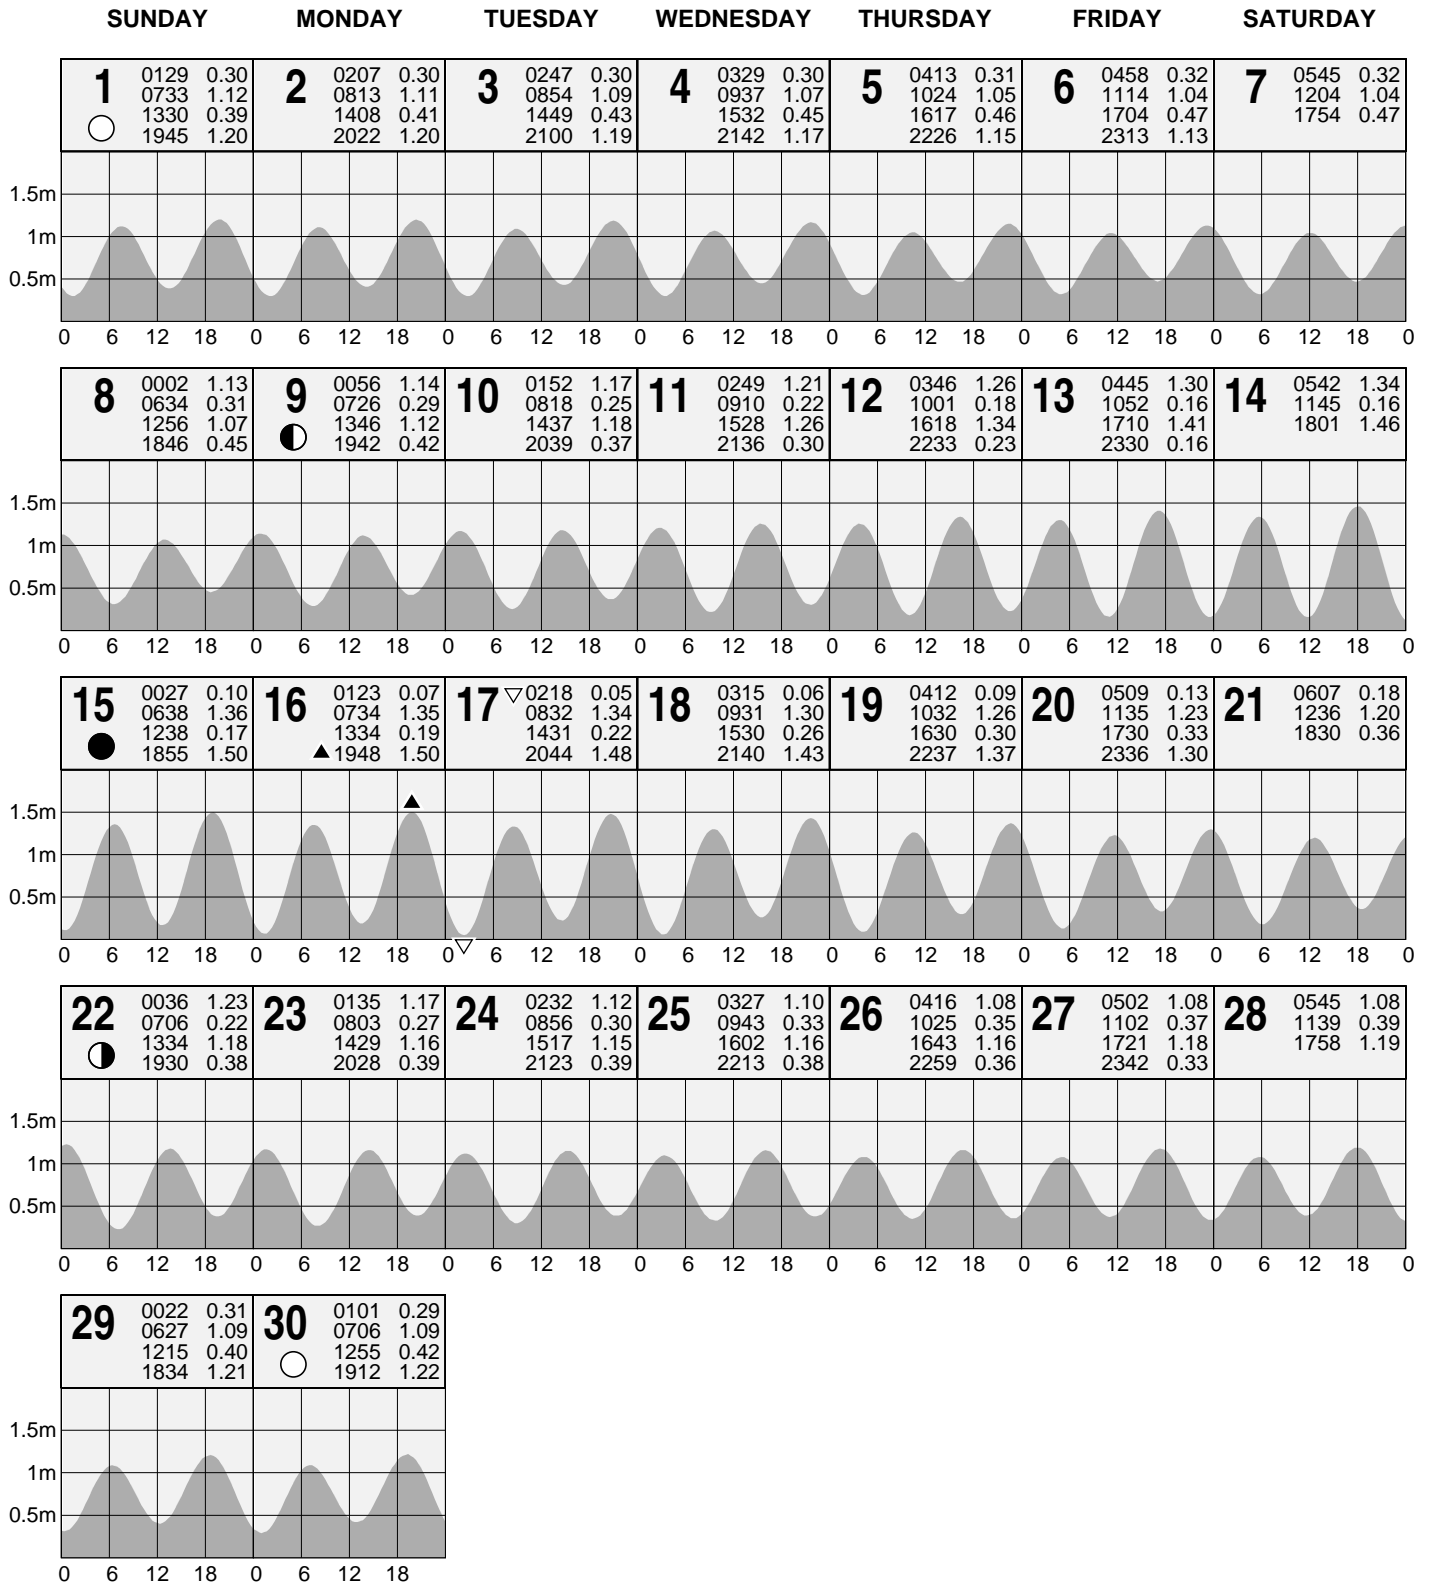 SUNDAY MONDAY TUESDAY WEDNESDAY THURSDAY FRIDAY SATURDAY
1 0129 0.30
0733 1.12
1330 0.39
1945 1.20
2 0207 0.30
0813 1.11
1408 0.41
2022 1.20
3 0247 0.30
0854 1.09
1449 0.43
2100 1.19
4 0329 0.30
0937 1.07
1532 0.45
2142 1.17
5 0413 0.31
1024 1.05
1617 0.46
2226 1.15
6 0458 0.32
1114 1.04
1704 0.47
2313 1.13
7 0545 0.32
1204 1.04
1754 0.47
1.5m
1m
0.5m
0 6 12 18 0 6 12 18 0 6 12 18 0 6 12 18 0 6 12 18 0 6 12 18 0 6 12 18 0
8 0002 1.13
0634 0.31
1256 1.07
1846 0.45
9 0056 1.14
0726 0.29
1346 1.12
1942 0.42
10 0152 1.17
0818 0.25
1437 1.18
2039 0.37
11 0249 1.21
0910 0.22
1528 1.26
2136 0.30
12 0346 1.26
1001 0.18
1618 1.34
2233 0.23
13 0445 1.30
1052 0.16
1710 1.41
2330 0.16
14 0542 1.34
1145 0.16
1801 1.46
1.5m
1m
0.5m
0 6 12 18 0 6 12 18 0 6 12 18 0 6 12 18 0 6 12 18 0 6 12 18 0 6 12 18 0
15 0027 0.10
0638 1.36
1238 0.17
1855 1.50
16 0123 0.07
0734 1.35
1334 0.19
1948 1.50
17 0218 0.05
0832 1.34
1431 0.22
2044 1.48
18 0315 0.06
0931 1.30
1530 0.26
2140 1.43
19 0412 0.09
1032 1.26
1630 0.30
2237 1.37
20 0509 0.13
1135 1.23
1730 0.33
2336 1.30
21 0607 0.18
1236 1.20
1830 0.36
1.5m
1m
0.5m
0 6 12 18 0 6 12 18 0 6 12 18 0 6 12 18 0 6 12 18 0 6 12 18 0 6 12 18 0
22 0036 1.23
0706 0.22
1334 1.18
1930 0.38
23 0135 1.17
0803 0.27
1429 1.16
2028 0.39
24 0232 1.12
0856 0.30
1517 1.15
2123 0.39
25 0327 1.10
0943 0.33
1602 1.16
2213 0.38
26 0416 1.08
1025 0.35
1643 1.16
2259 0.36
27 0502 1.08
1102 0.37
1721 1.18
2342 0.33
28 0545 1.08
1139 0.39
1758 1.19
1.5m
1m
0.5m
0 6 12 18 0 6 12 18 0 6 12 18 0 6 12 18 0 6 12 18 0 6 12 18 0 6 12 18 0
29 0022 0.31
0627 1.09
1215 0.40
1834 1.21
30 0101 0.29
0706 1.09
1255 0.42
1912 1.22
1.5m
1m
0.5m
0 6 12 18 0 6 12 18